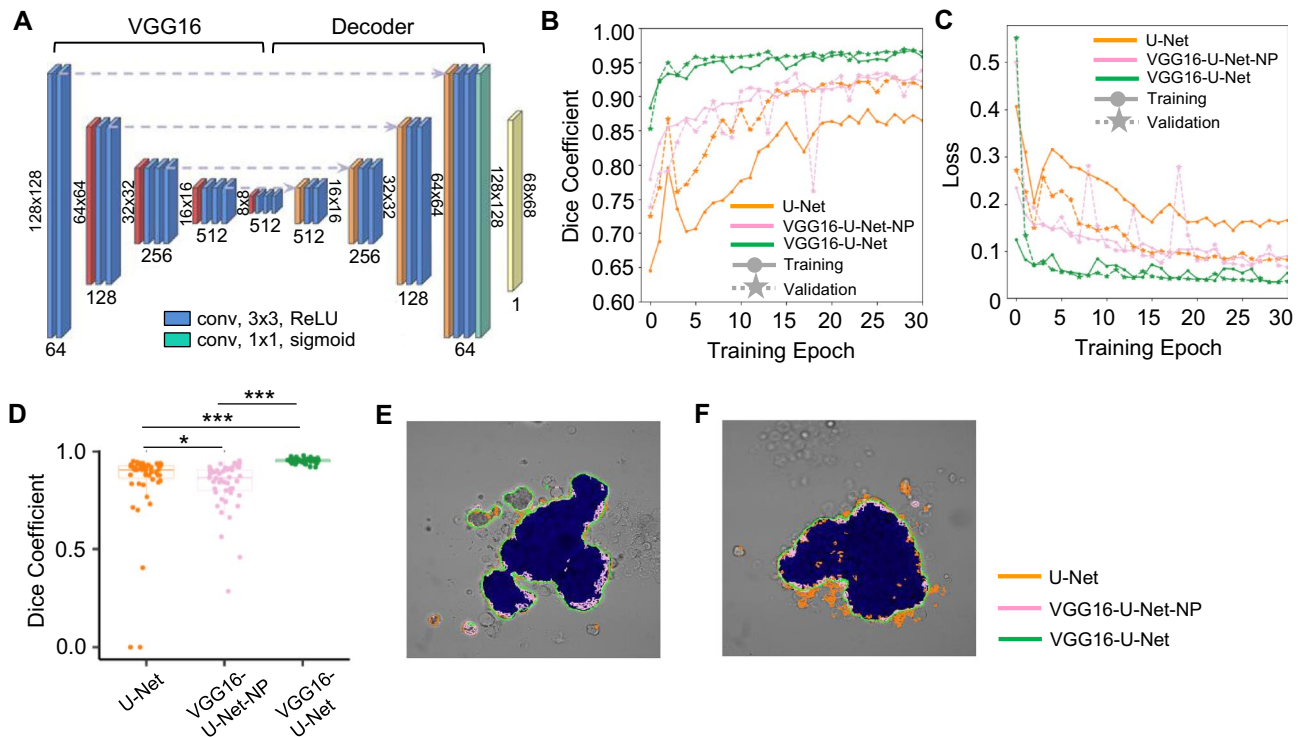 A
VGG16
Decoder
128x128
64x64
32x32
16x16
8x8
16x16
32x32
64x64
128x128
68x68
512
512
512
256
256
128
128
64
64
1
conv, 3x3, ReLU
conv, 1x1, sigmoid
B
Dice Coefficient
1.00
0.95
0.90
0.85
0.80
0.75
0.70
0.65
0.60
U-Net
VGG16-U-Net-NP
VGG16-U-Net
Training
Validation
0 5 10 15 20 25 30
Training Epoch
C
Loss
0.5
0.4
0.3
0.2
0.1
0
U-Net
VGG16-U-Net-NP
VGG16-U-Net
Training
Validation
0 5 10 15 20 25 30
Training Epoch
D
***
***
*
Dice Coefficient
1.0
0.5
0.0
U-Net
VGG16-
U-Net-NP
VGG16-
U-Net
E
F
U-Net
VGG16-U-Net-NP
VGG16-U-Net